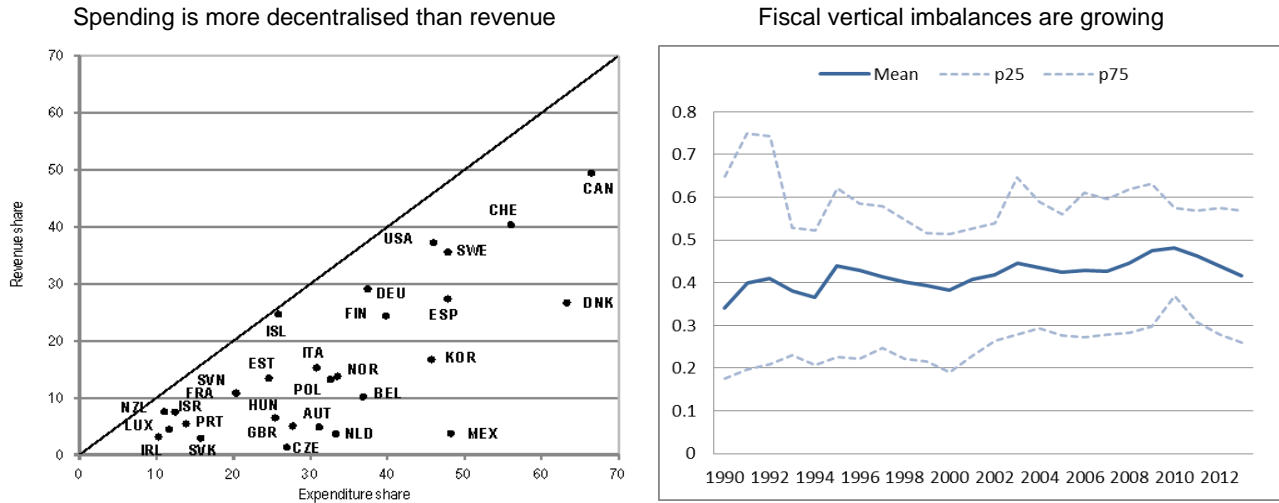 Spending is more decentralised than revenue
70
60
50
40
30
20
10
0
0 10 20 30 40 50 60 70
Revenue share
Expenditure share
CAN
CHE
USA
SWE
DEU
DNK
FIN
ESP
ISL
ITA
KOR
EST
NOR
SVN
POL
FRA
BEL
NZL
ISR
HUN
AUT
LUX
PRT
GBR
NLD
MEX
IRL
SVK
CZE
Fiscal vertical imbalances are growing
Mean p25 p75
0.8
0.7
0.6
0.5
0.4
0.3
0.2
0.1
0
1990 1992 1994 1996 1998 2000 2002 2004 2006 2008 2010 2012